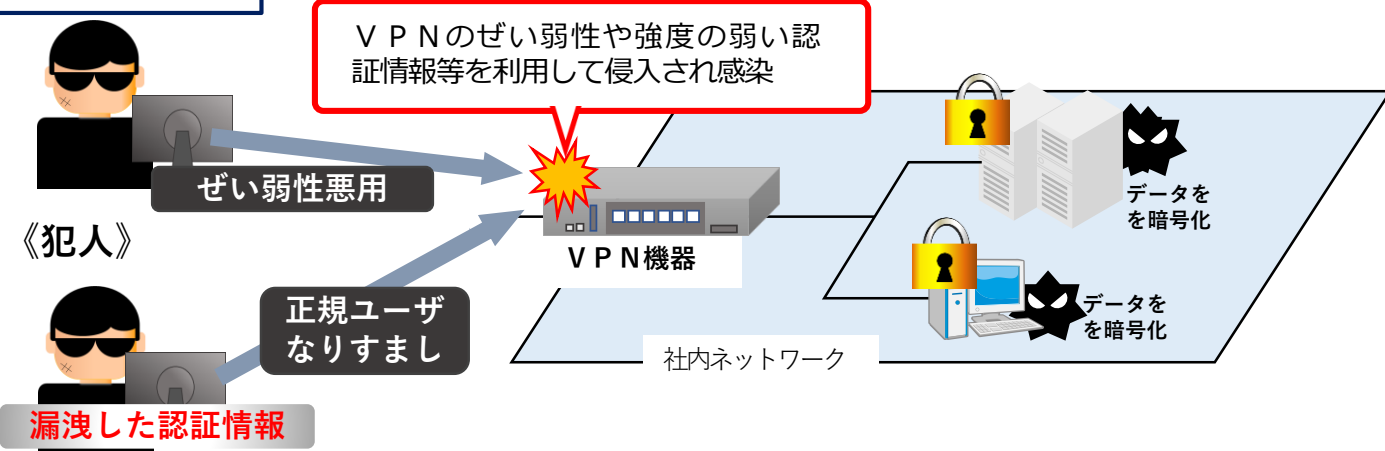 ＶＰＮのぜい弱性や強度の弱い認
証情報等を利用して侵入され感染
ぜい弱性悪用
《犯人》
ＶＰＮ機器
データを
を暗号化
正規ユーザ
なりすまし
データを
を暗号化
社内ネットワーク
漏洩した認証情報